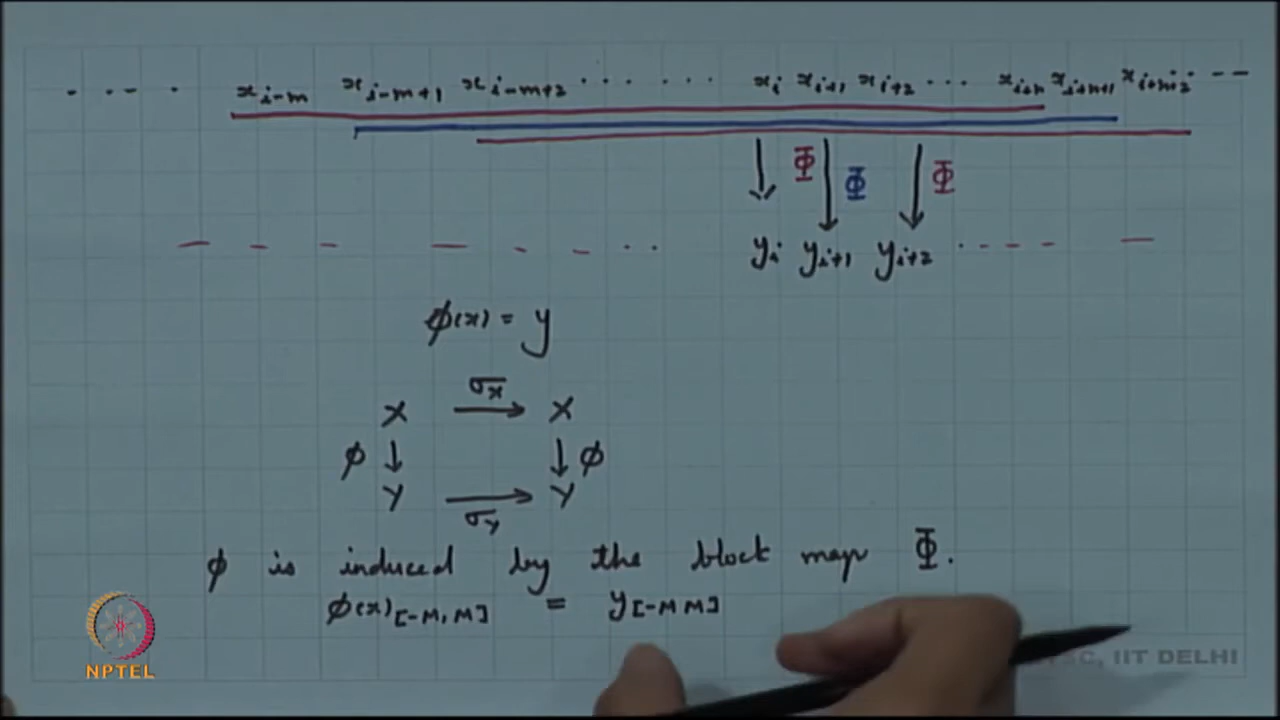 - -- - . x_{i-m} x_{i-m+1} x_{i-m+2} ... ... x_i x_{i+1} x_{i+2} ... x_{i+n} x_{i+n+1} x_{i+n+2} . --
Φ Φ Φ
- - - - - - .. y_i y_{i+1} y_{i+2} ..... -
ϕ(x) = y
X σ_X→ X
ϕ ↓ ↓ ϕ
Y →σ_Y Y
ϕ is induced by the block map Φ.
ϕ(x)[-M, M] = y[-M M]
NPTEL
IIT DELHI